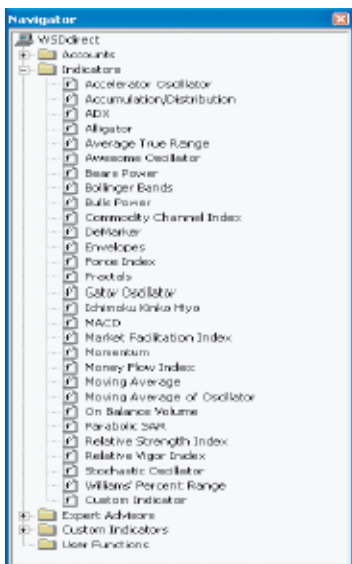 Navigator
WSDdirect
Accounts
Indicators
Accelerator Oscillator
Accumulation/Distribution
ADX
Alligator
Average True Range
Awesome Oscillator
Bears Power
Bollinger Bands
Bulls Power
Commodity Channel Index
DeMarker
Envelopes
Force Index
Fractals
Gator Oscillator
Ichimoku Kinko Hyo
MACD
Market Facilitation Index
Momentum
Money Flow Index
Moving Average
Moving Average of Oscillator
On Balance Volume
Parabolic SAR
Relative Strength Index
Relative Vigor Index
Stochastic Oscillator
Williams' Percent Range
Custom Indicator
Expert Advisors
Custom Indicators
User Functions